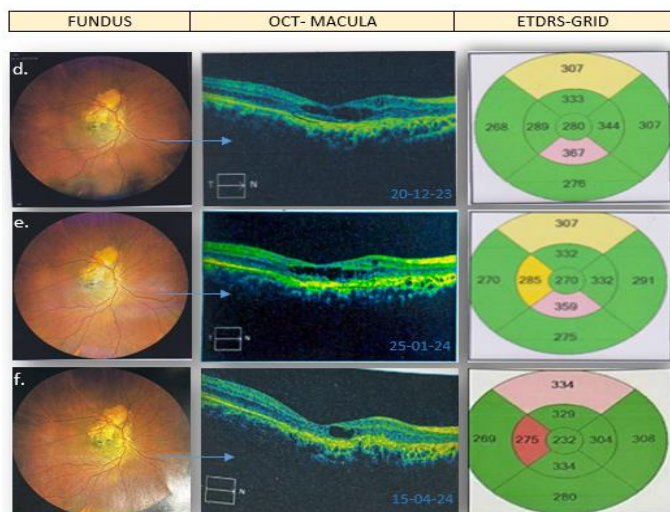 FUNDUS OCT- MACULA ETDRS-GRID
d.
T N
20-12-23
307
333
268 289 280 344 307
367
276
e.
25-01-24
307
332
270 285 270 332 291
359
275
f.
15-04-24
334
329
269 275 232 304 308
334
280